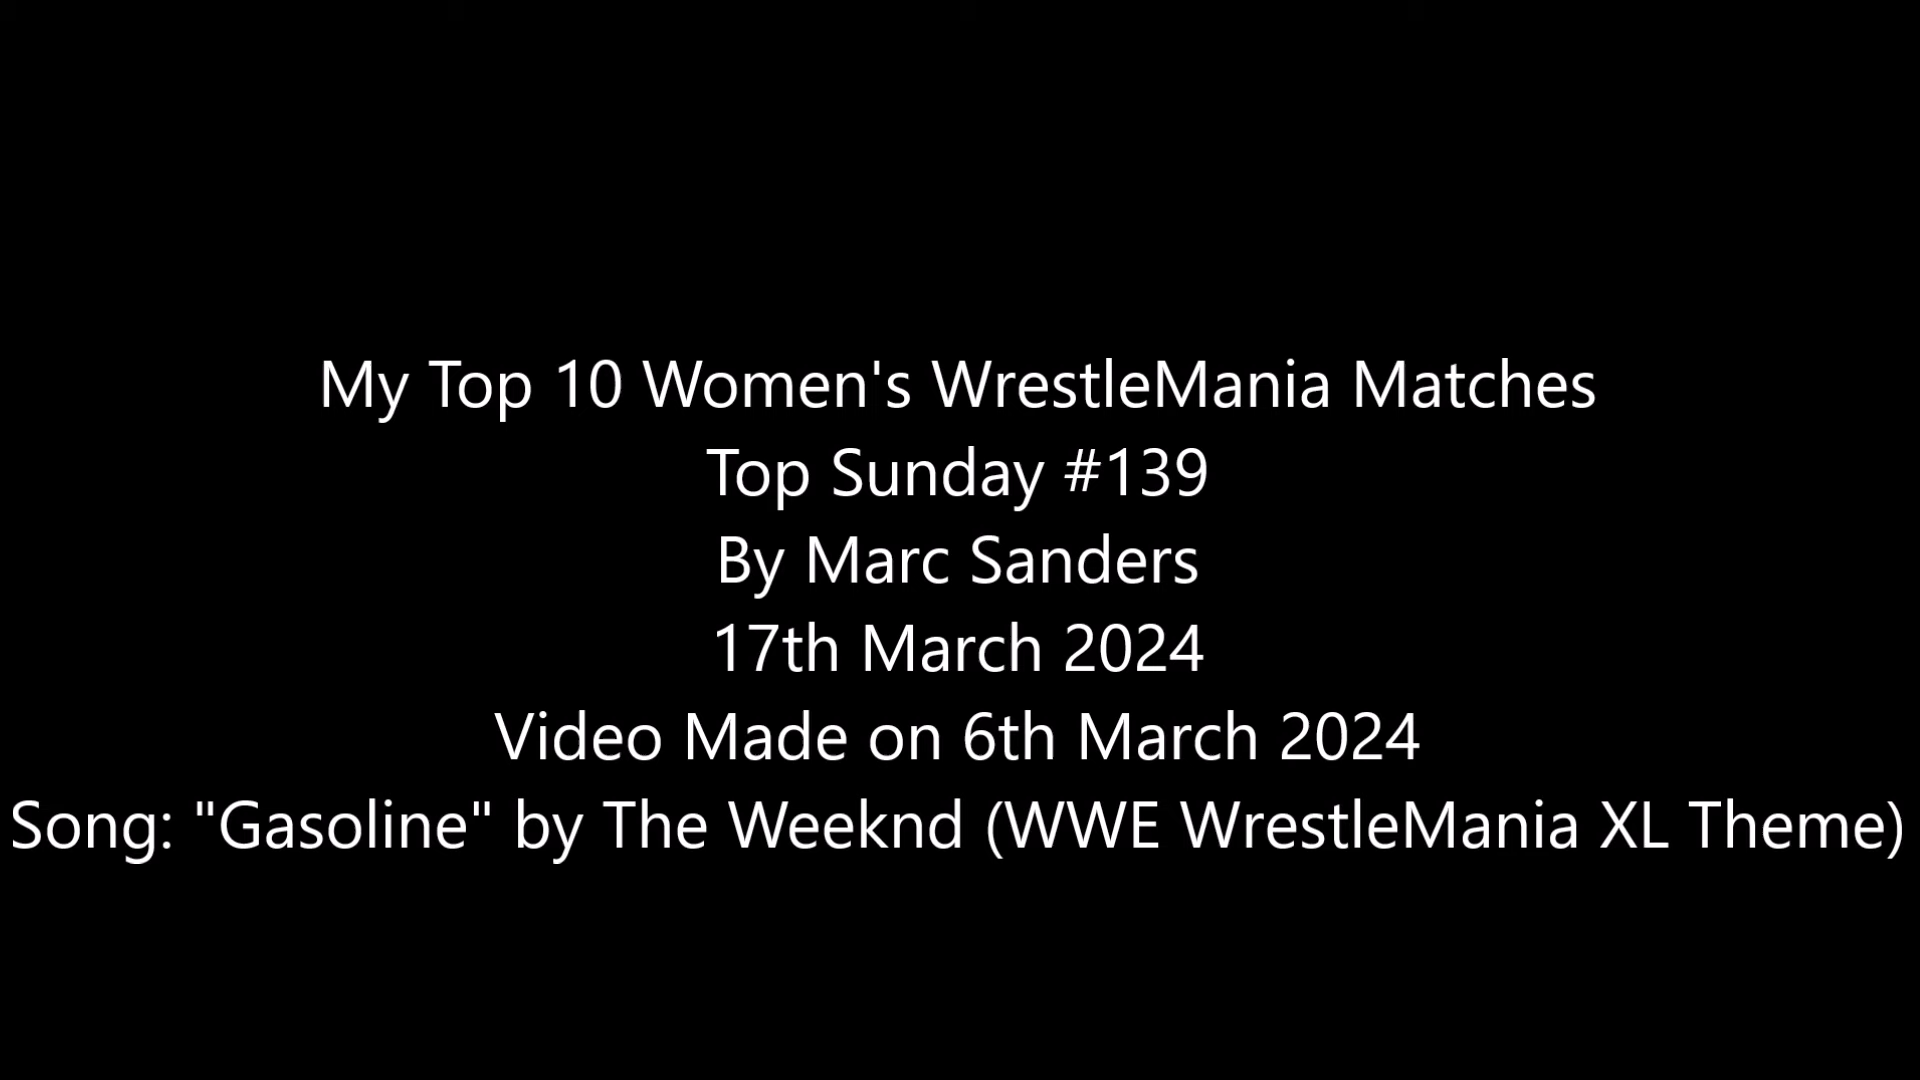 My Top 10 Women's WrestleMania Matches
Top Sunday #139
By Marc Sanders
17th March 2024
Video Made on 6th March 2024
Song: "Gasoline" by The Weeknd (WWE WrestleMania XL Theme)